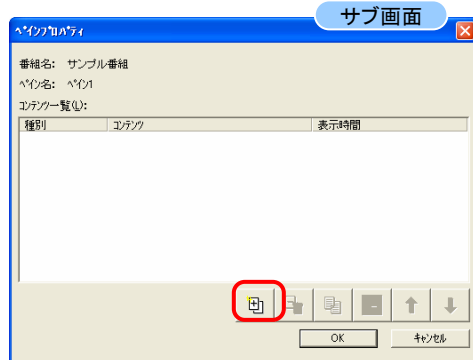 サブ画面
ﾍﾟｲﾝﾌﾟﾛﾊﾟﾃｨ
番組名: サンプル番組
ﾍﾟｲﾝ名: ﾍﾟｲﾝ1
ｺﾝﾃﾝﾂ一覧(L):
種別 ｺﾝﾃﾝﾂ 表示時間
OK ｷｬﾝｾﾙ